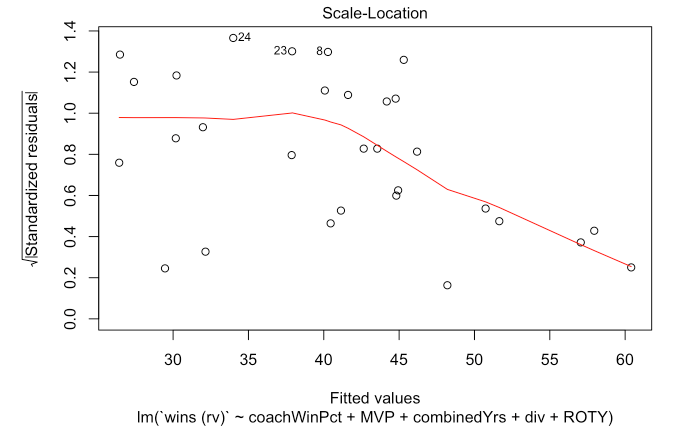 Scale-Location
√|Standardized residuals|
1.4
1.2
1.0
0.8
0.6
0.4
0.2
0.0
24
23
8
30 35 40 45 50 55 60
Fitted values
lm(`wins (rv)` ~ coachWinPct + MVP + combinedYrs + div + ROTY)